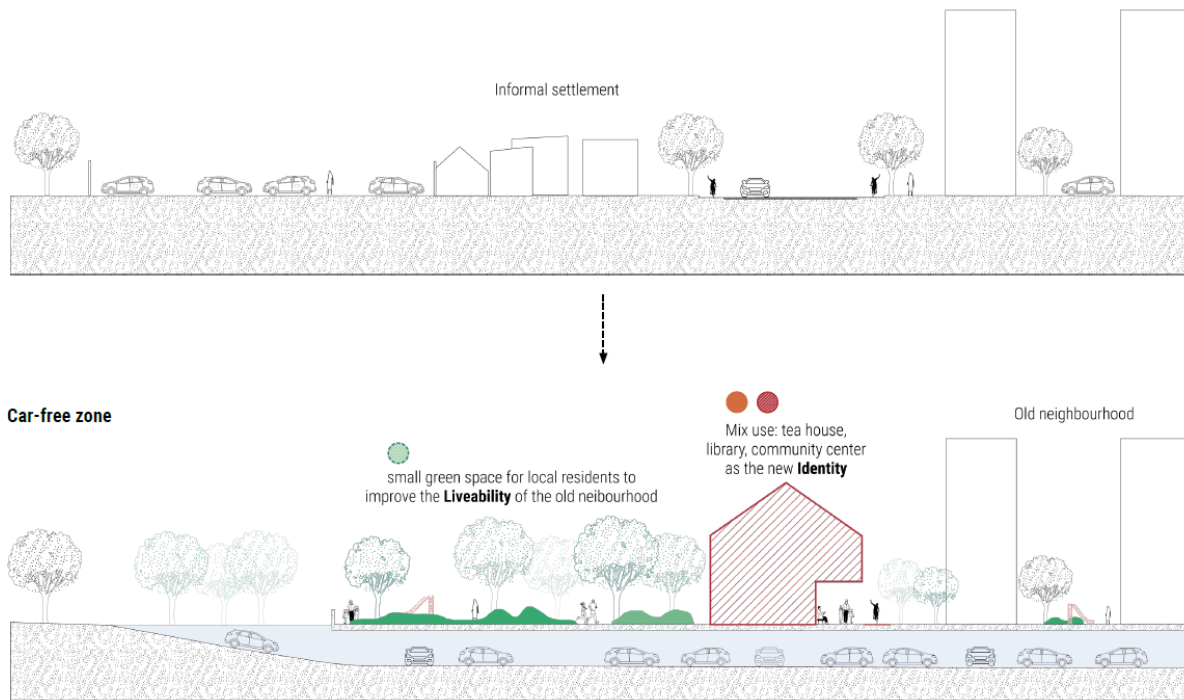 Informal settlement
Car-free zone
small green space for local residents to
improve the Liveability of the old neibourhood
Mix use: tea house,
library, community center
as the new Identity
Old neighbourhood